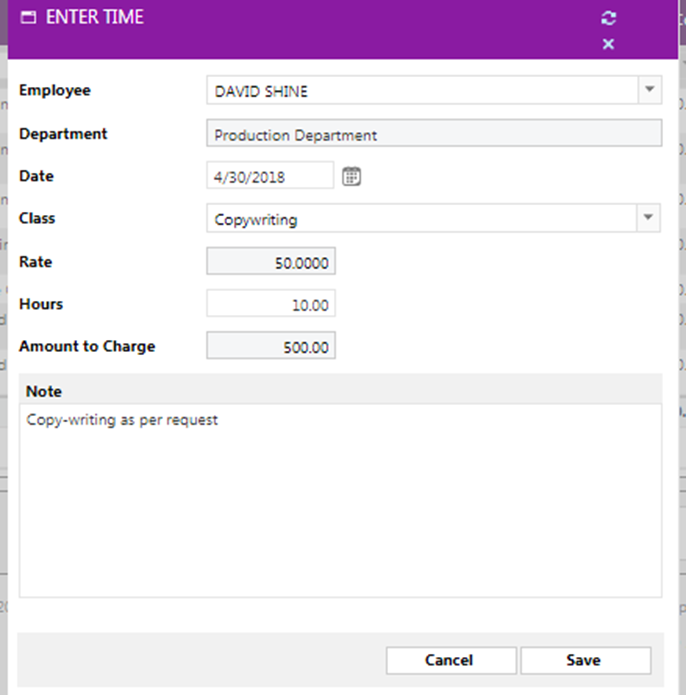 ENTER TIME
Employee DAVID SHINE
Department Production Department
Date 4/30/2018
Class Copywriting
Rate 50.0000
Hours 10.00
Amount to Charge 500.00
Note
Copy-writing as per request
Cancel Save